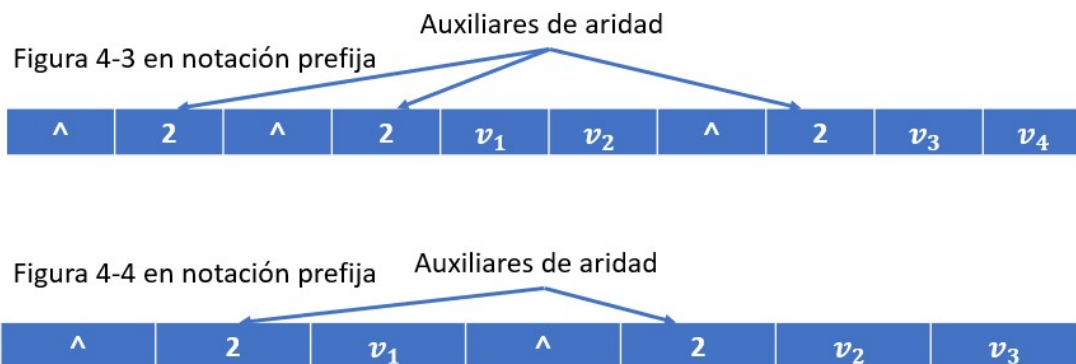 Auxiliares de aridad
Figura 4-3 en notación prefija
^ 2 ^ 2 v₁ v₂ ^ 2 v₃ v₄
Auxiliares de aridad
Figura 4-4 en notación prefija
^ 2 v₁ ^ 2 v₂ v₃